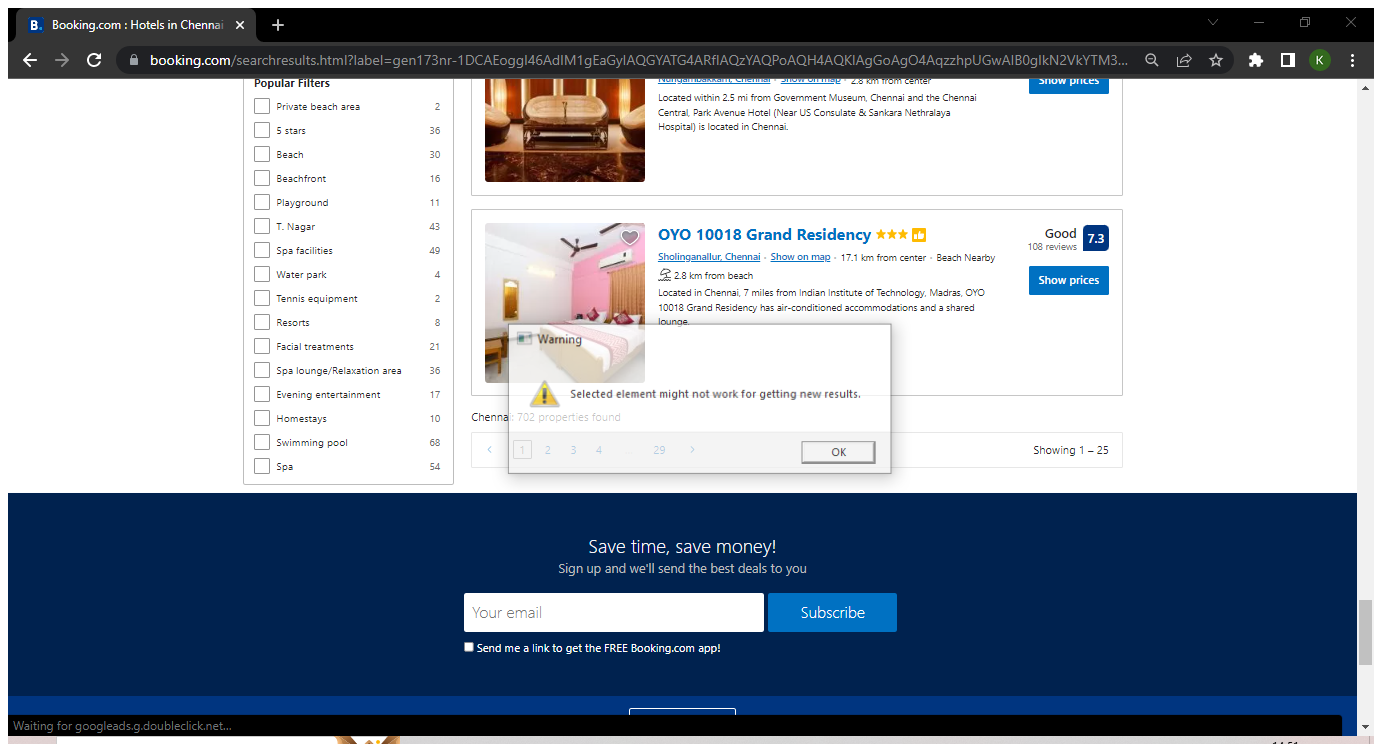 Booking.com : Hotels in Chennai
booking.com/searchresults.html?label=gen173nr-1DCAEoggI46AdIM1gEaGyIAQGYATG4ARfIAQzYAQPoAQH4AQKIAgGoAgO4AqzzhpUGwAIB0gIkN2VkYTM3...
K
Popular Filters
Private beach area 2
5 stars 36
Beach 30
Beachfront 16
Playground 11
T. Nagar 43
Spa facilities 49
Water park 4
Tennis equipment 2
Resorts 8
Facial treatments 21
Spa lounge/Relaxation area 36
Evening entertainment 17
Homestays 10
Swimming pool 68
Spa 54
Nungambakkam, Chennai · Show on map · 2.8 km from center
Show prices
Located within 2.5 mi from Government Museum, Chennai and the Chennai
Central, Park Avenue Hotel (Near US Consulate & Sankara Nethralaya
Hospital) is located in Chennai.
OYO 10018 Grand Residency
Good
108 reviews
7.3
Sholinganallur, Chennai · Show on map · 17.1 km from center · Beach Nearby
2.8 km from beach
Show prices
Located in Chennai, 7 miles from Indian Institute of Technology, Madras, OYO
10018 Grand Residency has air-conditioned accommodations and a shared
lounge.
Warning
Selected element might not work for getting new results.
OK
Chennai: 702 properties found
1 2 3 4 … 29
Showing 1 – 25
Save time, save money!
Sign up and we'll send the best deals to you
Your email
Subscribe
Send me a link to get the FREE Booking.com app!
Waiting for googleads.g.doubleclick.net...